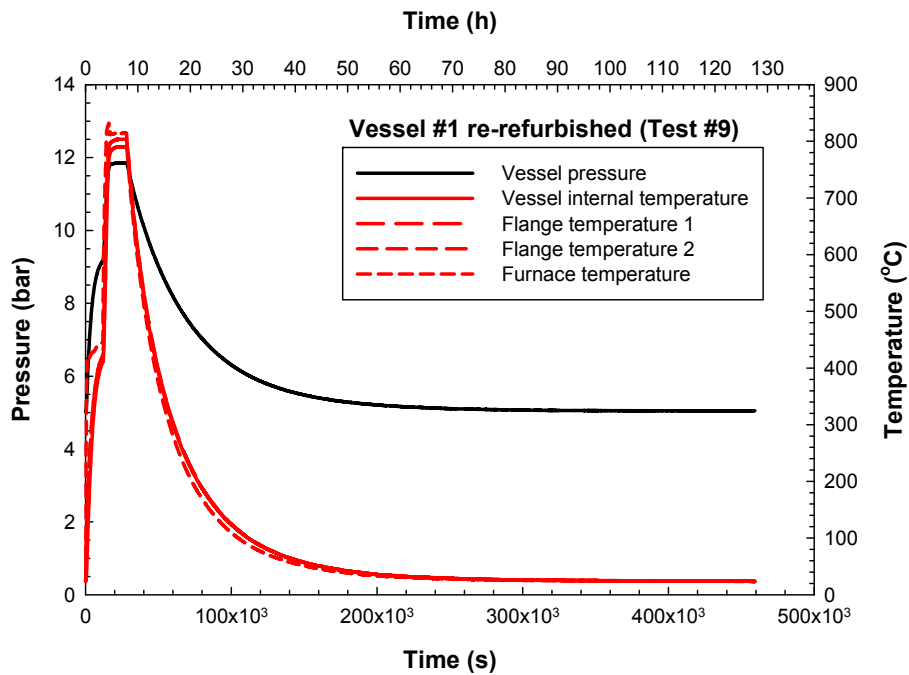 Time (h)
0 10 20 30 40 50 60 70 80 90 100 110 120 130
14 900
Vessel #1 re-refurbished (Test #9)
12 800
Vessel pressure
Vessel internal temperature
700
Flange temperature 1
10 600
Flange temperature 2
Furnace temperature
8 500
Pressure (bar)
Temperature (°C)
6 400
300
4
200
2
100
0 0
0 100x10³ 200x10³ 300x10³ 400x10³ 500x10³
Time (s)